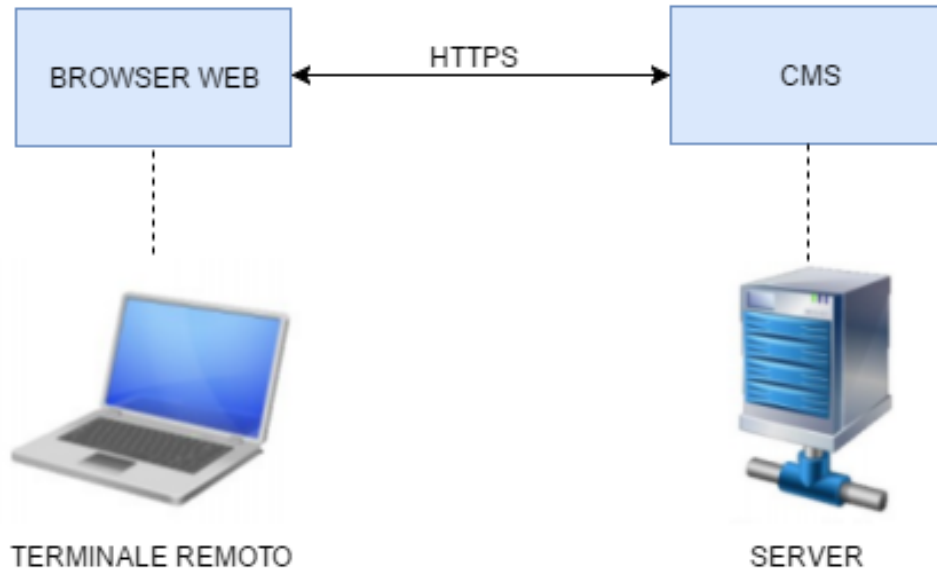 BROWSER WEB
HTTPS
CMS
TERMINALE REMOTO
SERVER